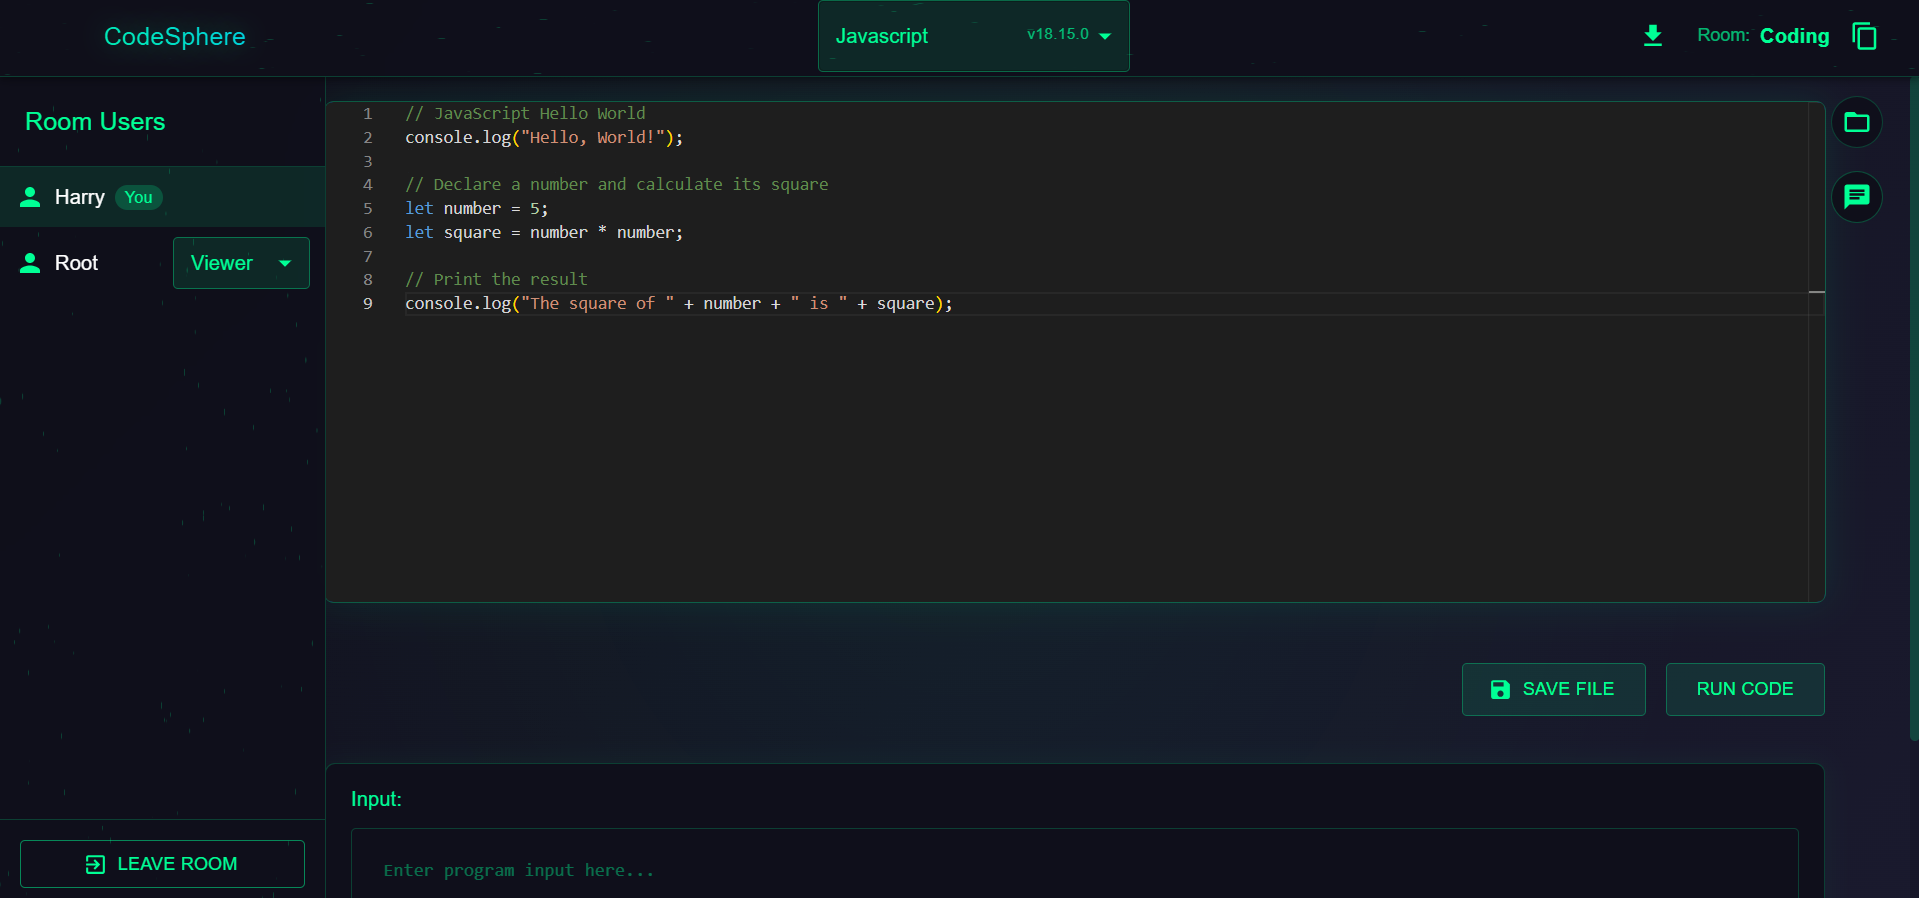 CodeSphere
Javascript v18.15.0
Room: Coding
Room Users
Harry You
Root Viewer
1 // JavaScript Hello World
2 console.log("Hello, World!");
3
4 // Declare a number and calculate its square
5 let number = 5;
6 let square = number * number;
7
8 // Print the result
9 console.log("The square of " + number + " is " + square);
SAVE FILE
RUN CODE
Input:
Enter program input here...
LEAVE ROOM